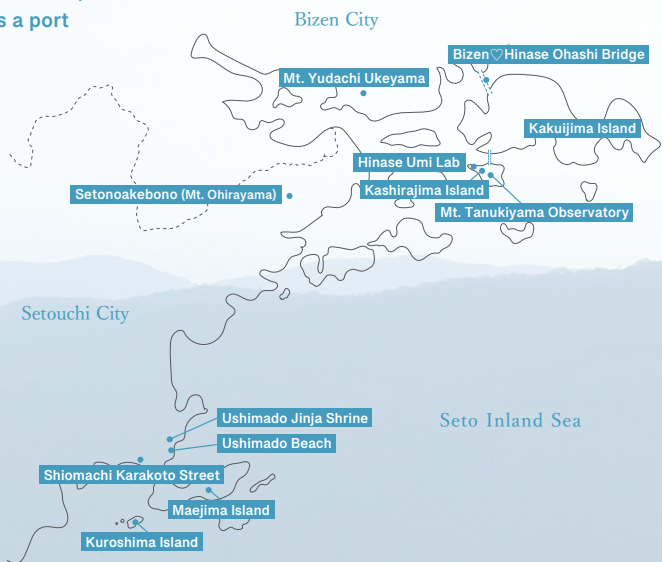 s a port
Bizen City
Bizen♡Hinase Ohashi Bridge
Mt. Yudachi Ukeyama
Kakuijima Island
Hinase Umi Lab
Kashirajima Island
Setonoakebono (Mt. Ohirayama)
Mt. Tanukiyama Observatory
Setouchi City
Ushimado Jinja Shrine
Seto Inland Sea
Ushimado Beach
Shiomachi Karakoto Street
Maejima Island
Kuroshima Island